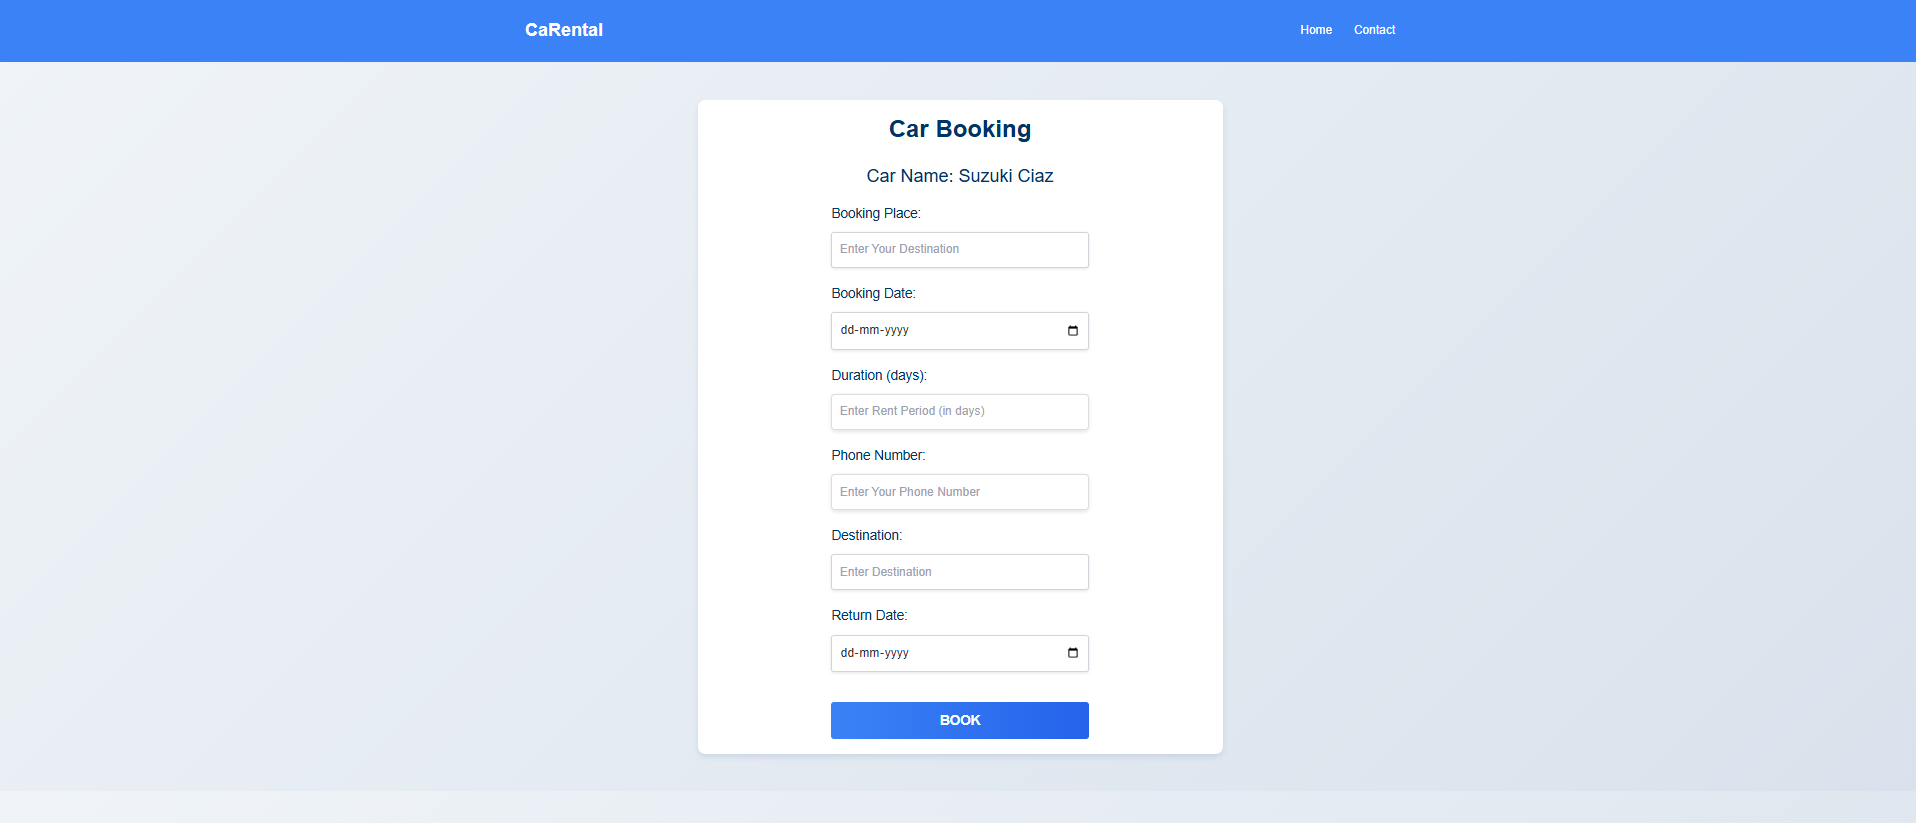 CaRental
Home Contact
Car Booking
Car Name: Suzuki Ciaz
Booking Place:
Enter Your Destination
Booking Date:
dd-mm-yyyy
Duration (days):
Enter Rent Period (in days)
Phone Number:
Enter Your Phone Number
Destination:
Enter Destination
Return Date:
dd-mm-yyyy
BOOK